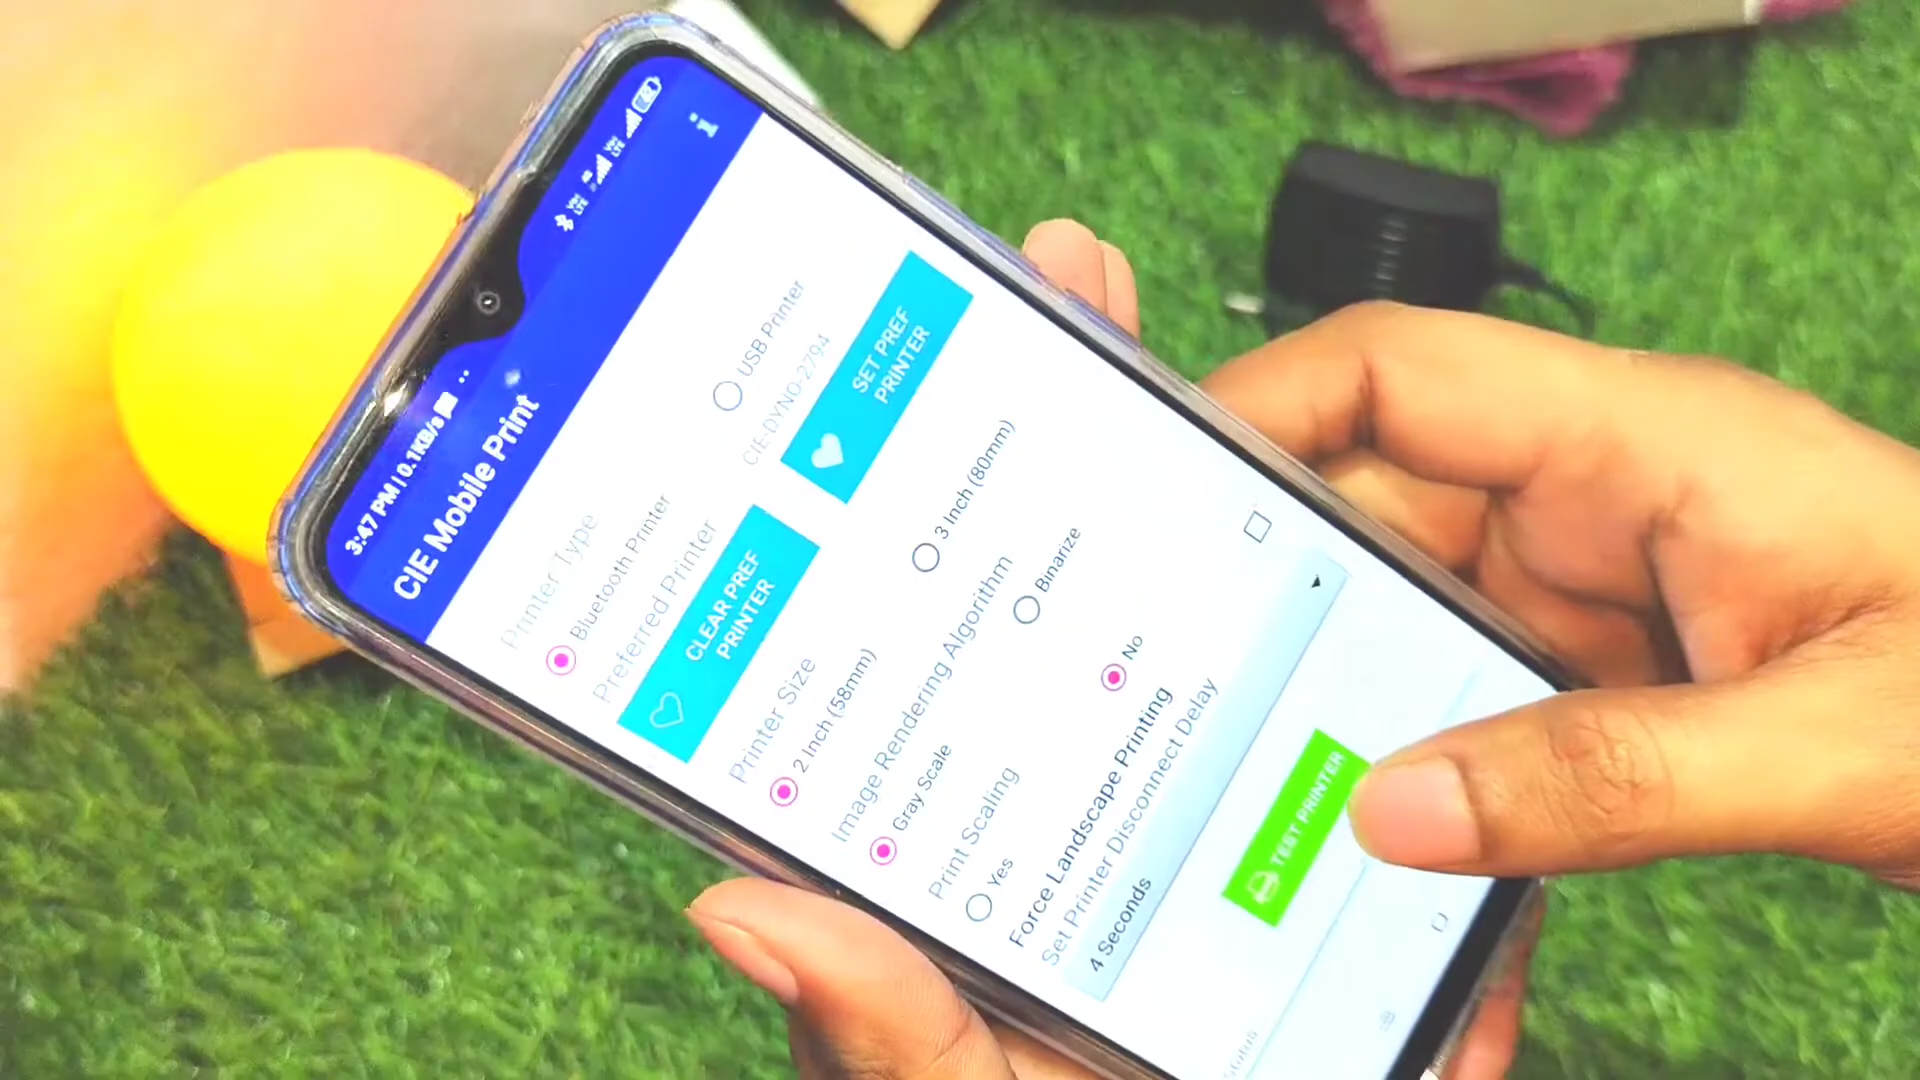 3:47 PM | 0.1KB/s
CIE Mobile Print
Printer Type
Bluetooth Printer
USB Printer
Preferred Printer
CIE-DYNO-2794
CLEAR PREF
PRINTER
SET PREF
PRINTER
Printer Size
2 Inch (58mm)
3 Inch (80mm)
Image Rendering Algorithm
Gray Scale
Binarize
Print Scaling
Yes
No
Force Landscape Printing
Set Printer Disconnect Delay
4 Seconds
TEST PRINTER